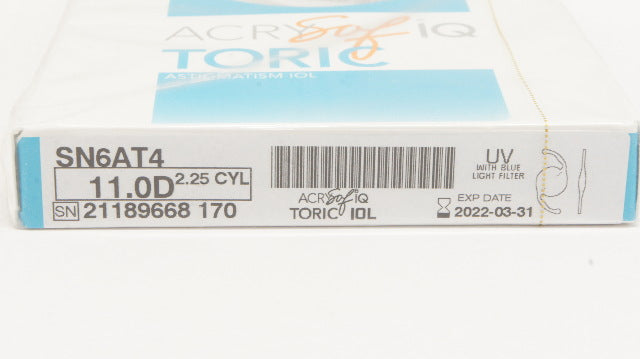 ACRYSof iQ
TORIC
ASTIGMATISM IOL
SN6AT4
11.0D 2.25 CYL
SN 21189668 170
ACRYSof iQ
TORIC IOL
UV
WITH BLUE
LIGHT FILTER
EXP DATE
2022-03-31